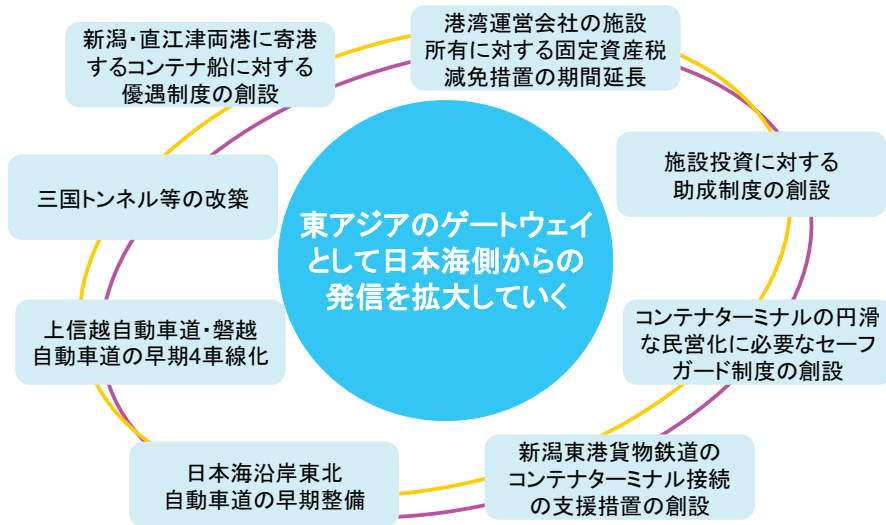 新潟・直江津両港に寄港
するコンテナ船に対する
優遇制度の創設
港湾運営会社の施設
所有に対する固定資産税
減免措置の期間延長
施設投資に対する
助成制度の創設
コンテナターミナルの円滑
な民営化に必要なセーフ
ガード制度の創設
新潟東港貨物鉄道の
コンテナターミナル接続
の支援措置の創設
日本海沿岸東北
自動車道の早期整備
上信越自動車道・磐越
自動車道の早期4車線化
三国トンネル等の改築
東アジアのゲートウェイ
として日本海側からの
発信を拡大していく